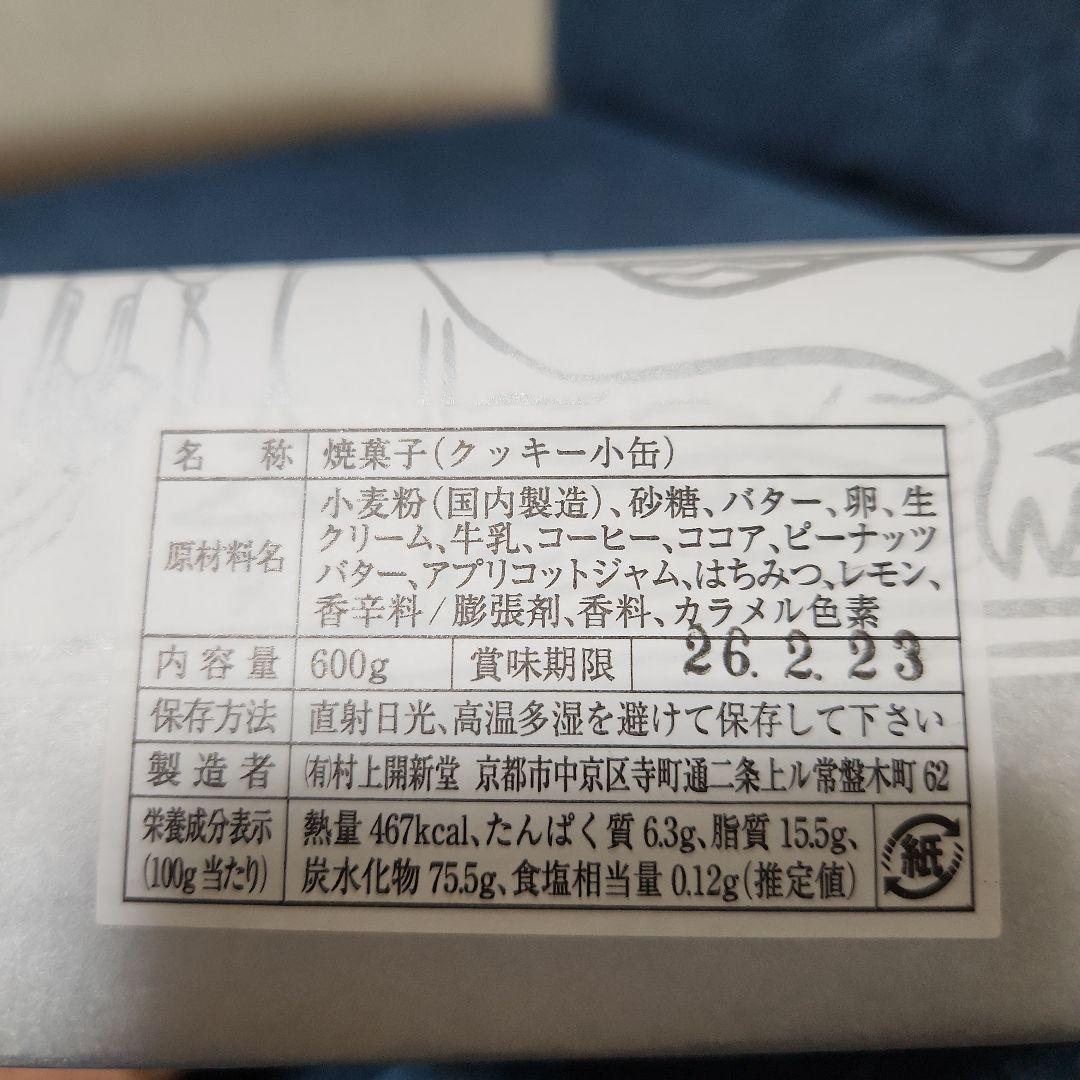 名称 焼菓子(クッキー小缶)
原材料名 小麦粉(国内製造)、砂糖、バター、卵、生
クリーム、牛乳、コーヒー、ココア、ピーナッツ
バター、アプリコットジャム、はちみつ、レモン、
香辛料/膨張剤、香料、カラメル色素
内容量 600g 賞味期限 26.2.23
保存方法 直射日光、高温多湿を避けて保存して下さい
製造者 (有)村上開新堂 京都市中京区寺町通二条上ル常盤木町62
栄養成分表示 熱量 467kcal、たんぱく質 6.3g、脂質 15.5g、
(100g当たり) 炭水化物 75.5g、食塩相当量 0.12g(推定値)
紙